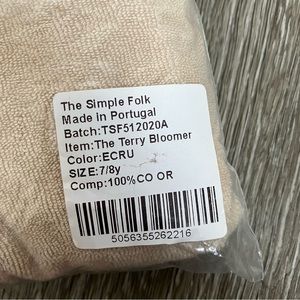 The Simple Folk
Made in Portugal
Batch:TSF512020A
Item:The Terry Bloomer
Color:ECRU
SIZE:7/8y
Comp:100%CO OR
5056355262216